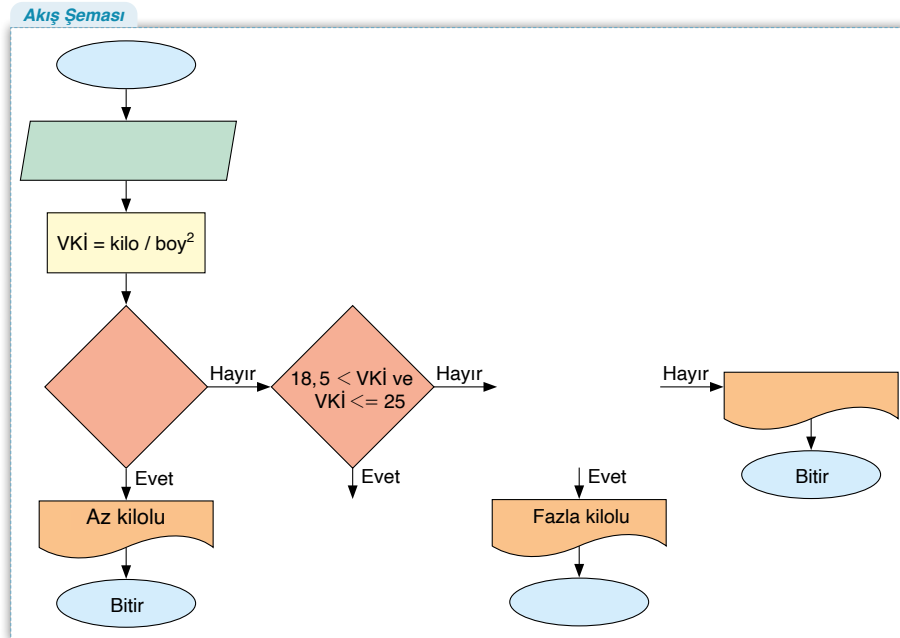 Akış Şeması
VKİ = kilo / boy²
Hayır
18,5 < VKİ ve
VKİ <= 25
Hayır
Hayır
Evet
Evet
Evet
Bitir
Az kilolu
Fazla kilolu
Bitir